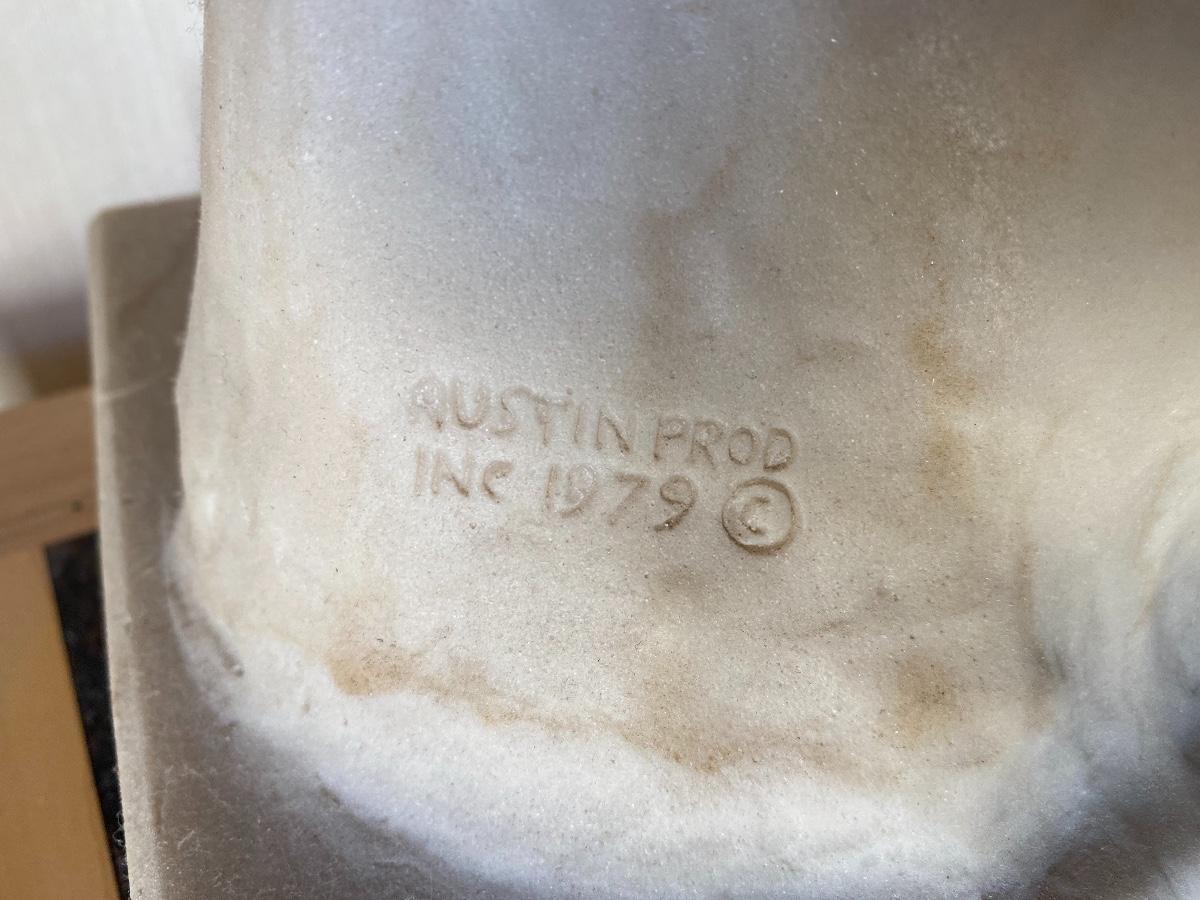 AUSTIN PROD
INC 1979 ©